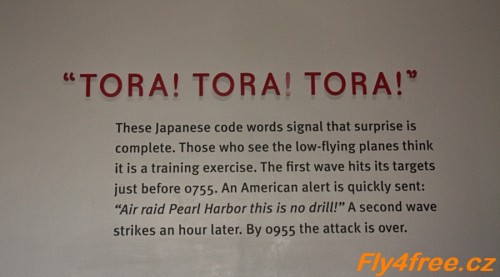 “TORA! TORA! TORA!”
These Japanese code words signal that surprise is
complete. Those who see the low-flying planes think
it is a training exercise. The first wave hits its targets
just before 0755. An American alert is quickly sent:
“Air raid Pearl Harbor this is no drill!” A second wave
strikes an hour later. By 0955 the attack is over.
Fly4free.cz